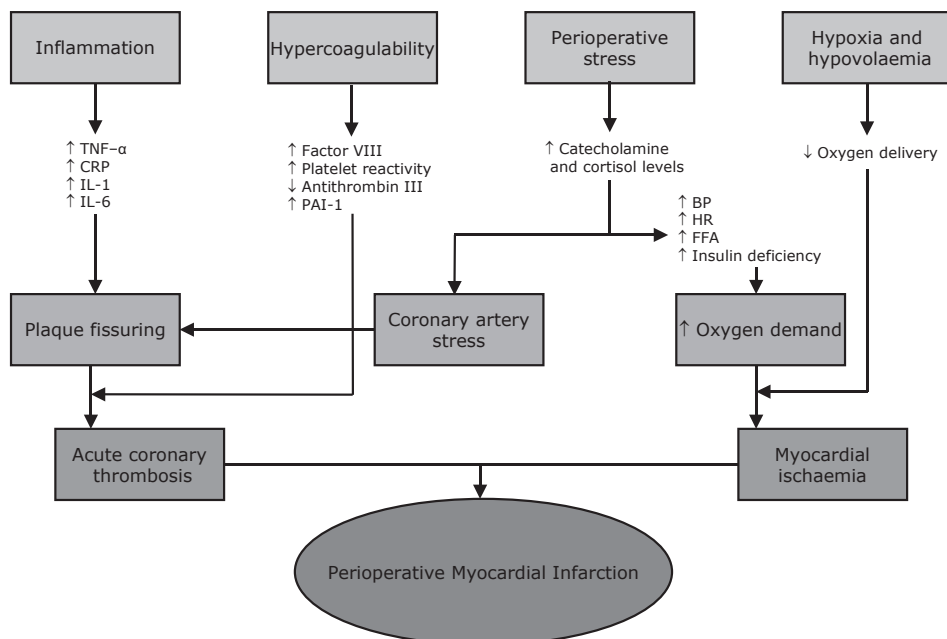 Inflammation
Hypercoagulability
Perioperative
stress
Hypoxia and
hypovolaemia
↑ TNF–α
↑ CRP
↑ IL-1
↑ IL-6
↑ Factor VIII
↑ Platelet reactivity
↓ Antithrombin III
↑ PAI-1
↑ Catecholamine
and cortisol levels
↓ Oxygen delivery
↑ BP
↑ HR
↑ FFA
↑ Insulin deficiency
Plaque fissuring
Coronary artery
stress
↑ Oxygen demand
Acute coronary
thrombosis
Myocardial
ischaemia
Perioperative Myocardial Infarction